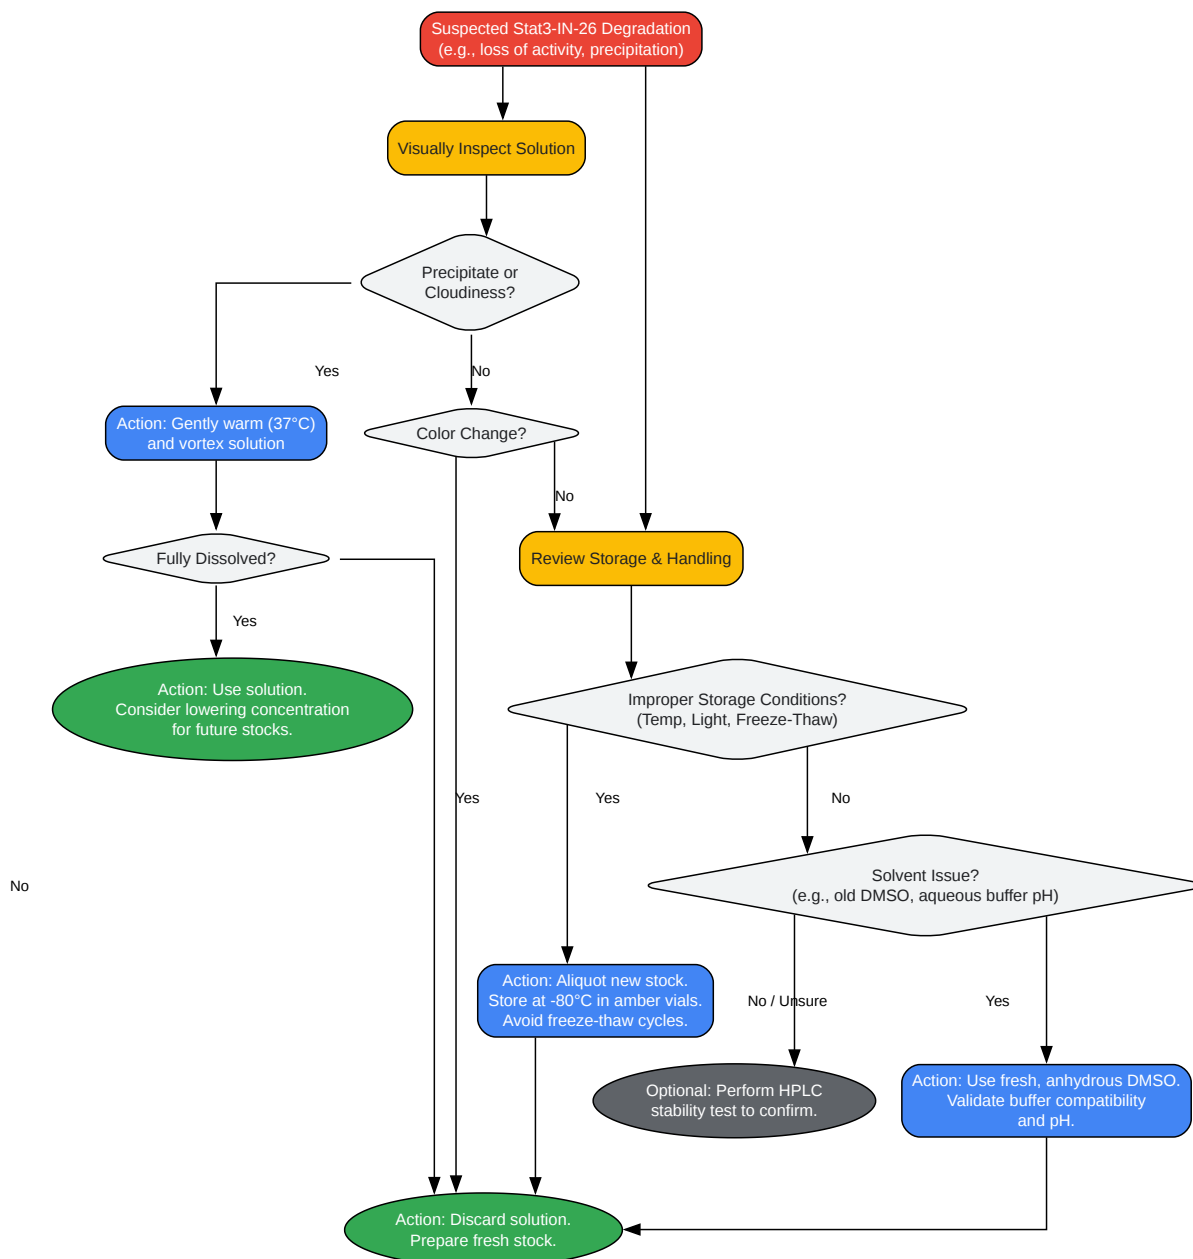 Suspected Stat3-IN-26 Degradation
(e.g., loss of activity, precipitation)
Visually Inspect Solution
Precipitate or
Cloudiness?
Yes
No
Action: Gently warm (37°C)
and vortex solution
Color Change?
No
Fully Dissolved?
Review Storage & Handling
Yes
Action: Use solution.
Consider lowering concentration
for future stocks.
Improper Storage Conditions?
(Temp, Light, Freeze-Thaw)
Yes
Yes
No
No
Solvent Issue?
(e.g., old DMSO, aqueous buffer pH)
Action: Aliquot new stock.
Store at -80°C in amber vials.
Avoid freeze-thaw cycles.
No / Unsure
Yes
Optional: Perform HPLC
stability test to confirm.
Action: Use fresh, anhydrous DMSO.
Validate buffer compatibility
and pH.
Action: Discard solution.
Prepare fresh stock.